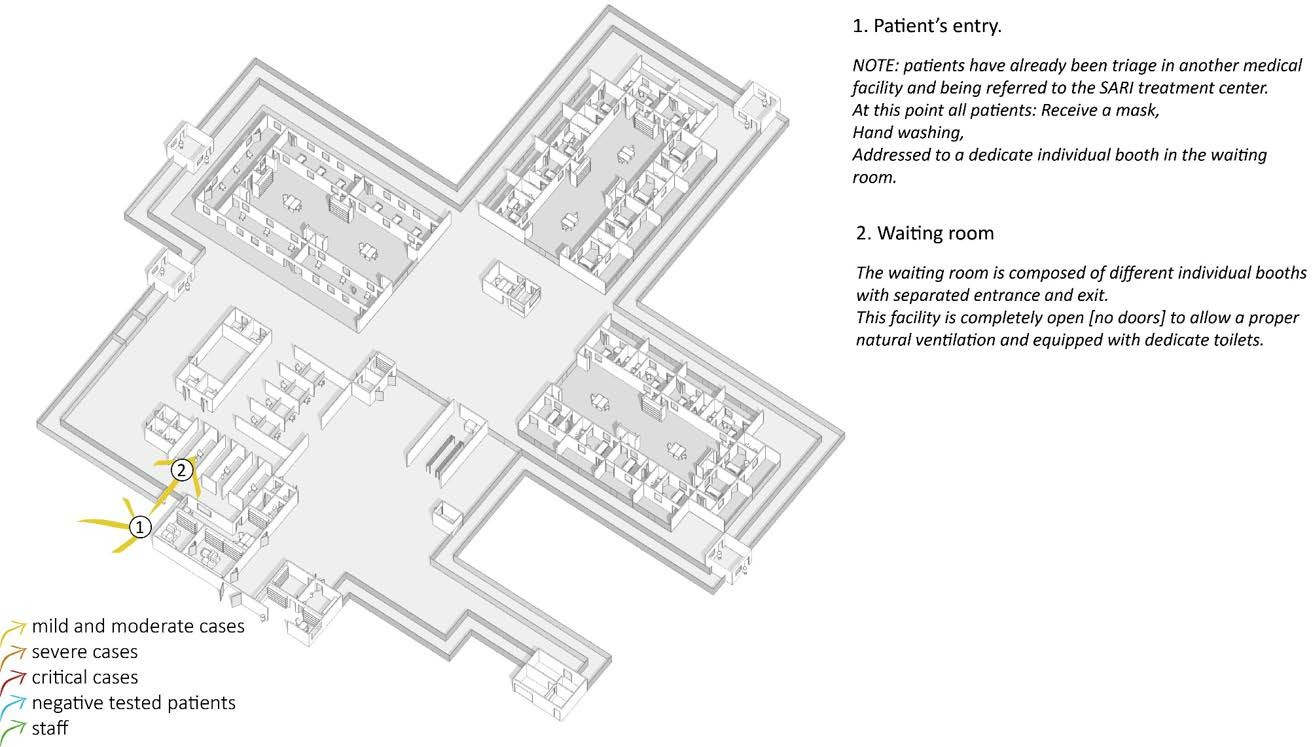 1. Patient's entry.
NOTE: patients have already been triage in another medical
facility and being referred to the SARI treatment center.
At this point all patients: Receive a mask,
Hand washing,
Addressed to a dedicate individual booth in the waiting
room.
2. Waiting room
The waiting room is composed of different individual booths
with separated entrance and exit.
This facility is completely open [no doors] to allow a proper
natural ventilation and equipped with dedicate toilets.
2
1
mild and moderate cases
severe cases
critical cases
negative tested patients
staff